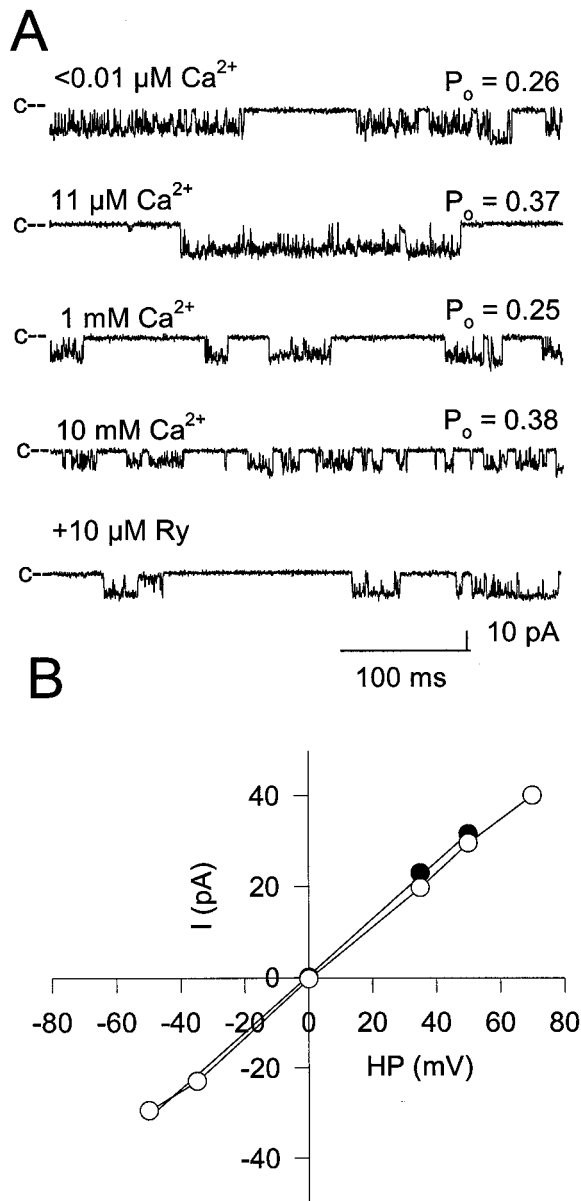 A
<0.01 µM Ca2+ Po = 0.26
c--
11 µM Ca2+ Po = 0.37
c--
1 mM Ca2+ Po = 0.25
c--
10 mM Ca2+ Po = 0.38
c--
+10 µM Ry
c--
10 pA
100 ms
B
40
20
0
-20
-40
I (pA)
-80 -60 -40 -20 0 20 40 60 80
HP (mV)